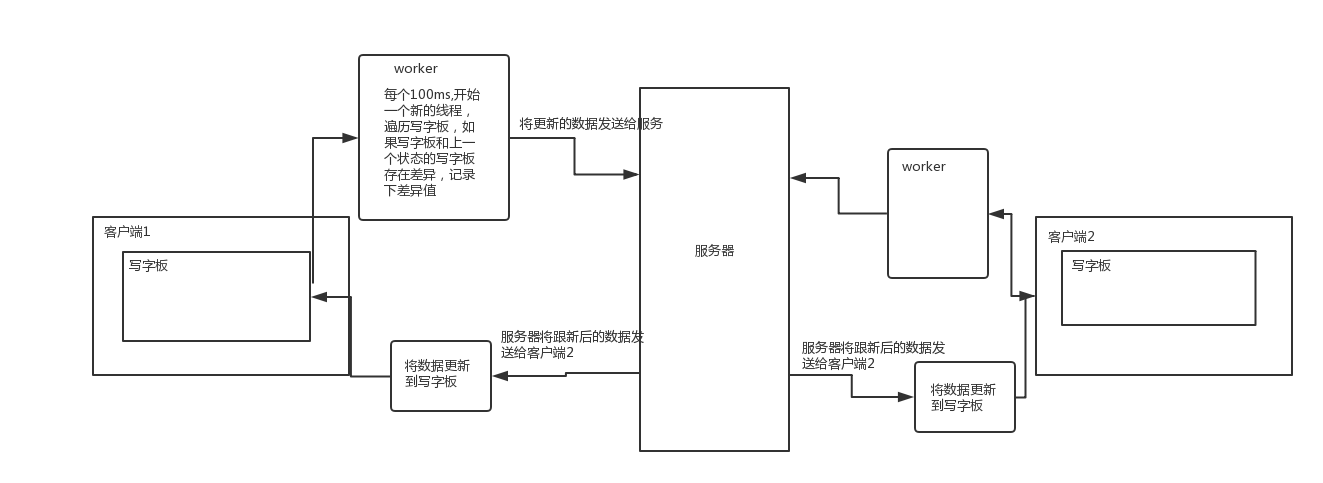 worker
每个100ms,开始
一个新的线程，
遍历写字板，如
果写字板和上一
个状态的写字板
存在差异，记录
下差异值
将更新的数据发送给服务
worker
客户端1
写字板
服务器
客户端2
写字板
服务器将跟新后的数据发
送给客户端2
将数据更新
到写字板
服务器将跟新后的数据发
送给客户端2
将数据更新
到写字板